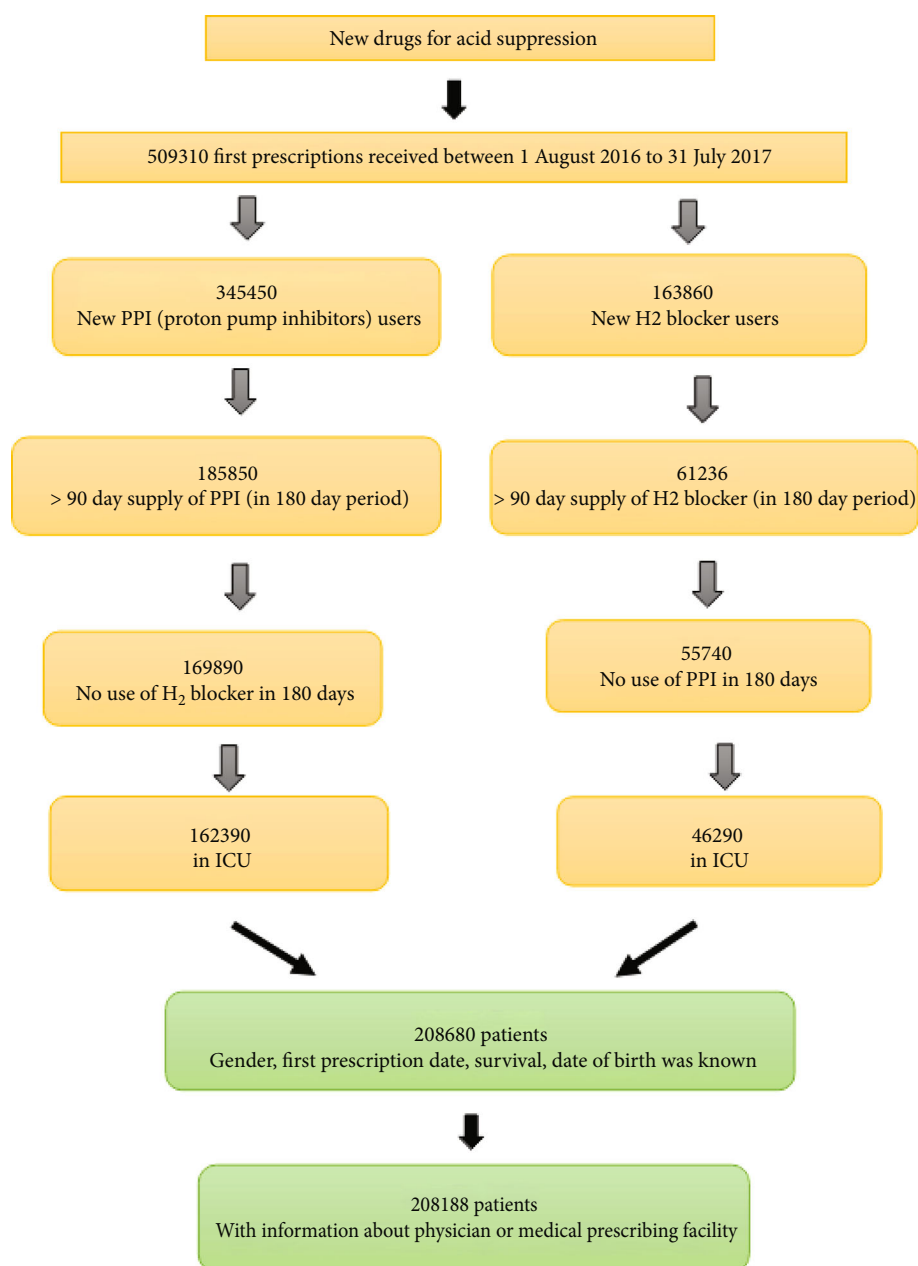 New drugs for acid suppression
509310 first prescriptions received between 1 August 2016 to 31 July 2017
345450
New PPI (proton pump inhibitors) users
163860
New H2 blocker users
185850
> 90 day supply of PPI (in 180 day period)
61236
> 90 day supply of H2 blocker (in 180 day period)
169890
No use of H₂ blocker in 180 days
55740
No use of PPI in 180 days
162390
in ICU
46290
in ICU
208680 patients
Gender, first prescription date, survival, date of birth was known
208188 patients
With information about physician or medical prescribing facility